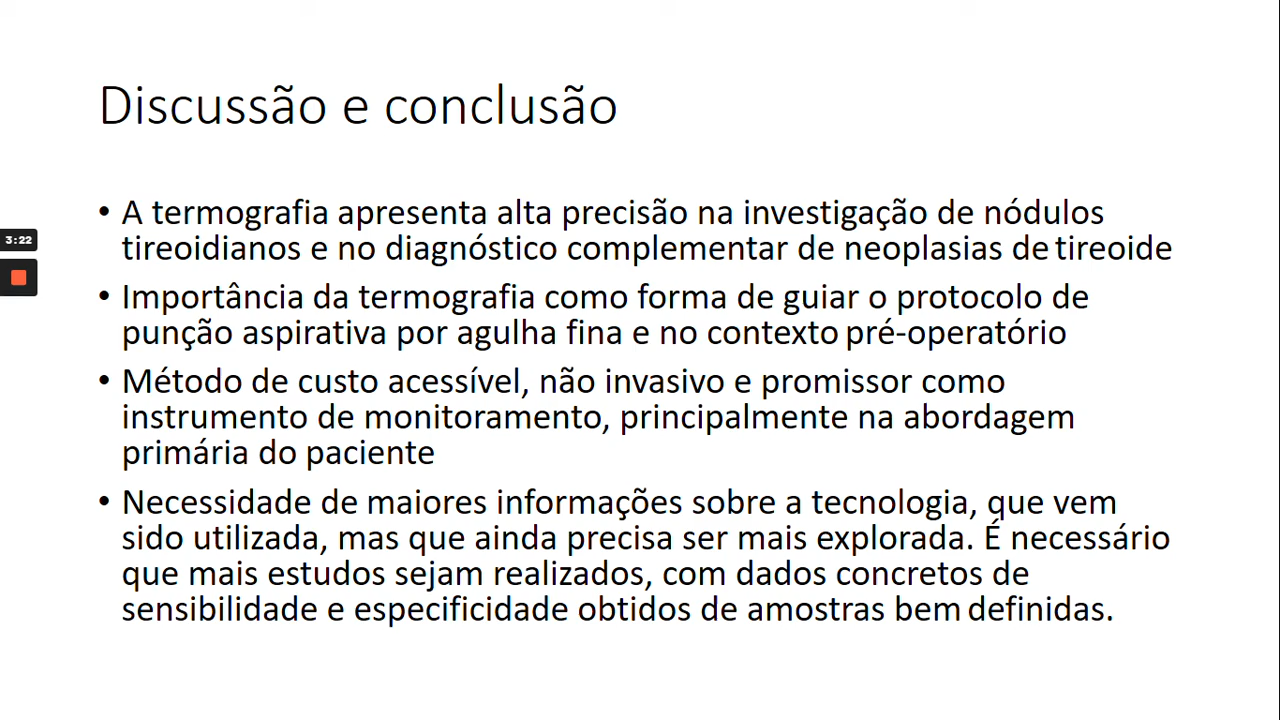 Discussão e conclusão
• A termografia apresenta alta precisão na investigação de nódulos
tireoidianos e no diagnóstico complementar de neoplasias de tireoide
3:22
• Importância da termografia como forma de guiar o protocolo de
punção aspirativa por agulha fina e no contexto pré-operatório
• Método de custo acessível, não invasivo e promissor como
instrumento de monitoramento, principalmente na abordagem
primária do paciente
• Necessidade de maiores informações sobre a tecnologia, que vem
sido utilizada, mas que ainda precisa ser mais explorada. É necessário
que mais estudos sejam realizados, com dados concretos de
sensibilidade e especificidade obtidos de amostras bem definidas.